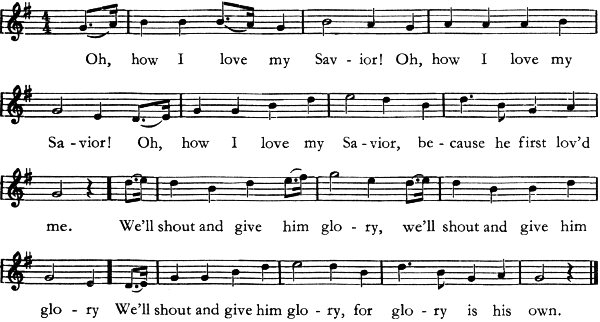 4 4
Oh, how I love my Sav - ior! Oh, how I love my
Sa - vior! Oh, how I love my Sa - vior, be - cause he first lov'd
me. We'll shout and give him glo - ry, we'll shout and give him
glo - ry We'll shout and give him glo - ry, for glo - ry is his own.